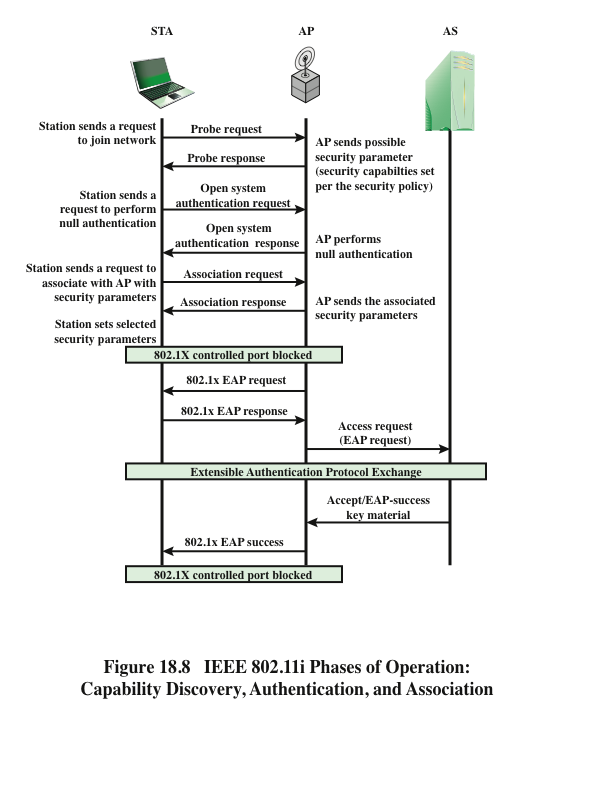 STA
AP
AS
Station sends a request
to join network
Probe request
AP sends possible
security parameter
(security capabilties set
per the security policy)
Probe response
Station sends a
request to perform
null authentication
Open system
authentication request
Open system
authentication response
AP performs
null authentication
Station sends a request to
associate with AP with
security parameters
Association request
Association response
AP sends the associated
security parameters
Station sets selected
security parameters
802.1X controlled port blocked
802.1x EAP request
802.1x EAP response
Access request
(EAP request)
Extensible Authentication Protocol Exchange
Accept/EAP-success
key material
802.1x EAP success
802.1X controlled port blocked
Figure 18.8 IEEE 802.11i Phases of Operation:
Capability Discovery, Authentication, and Association